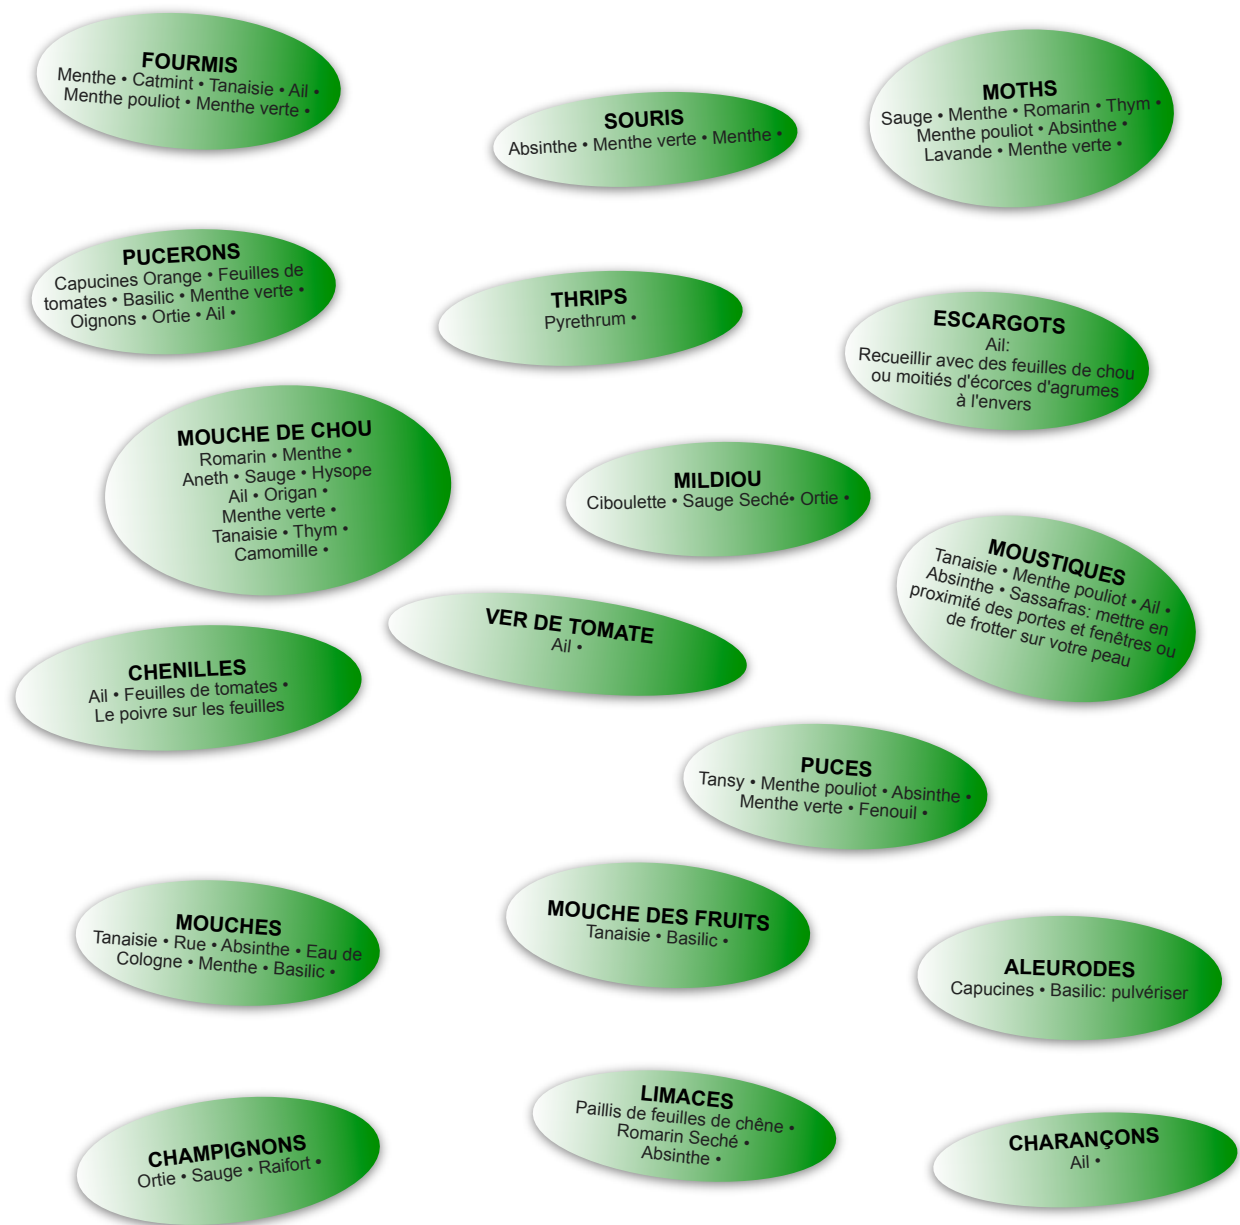 FOURMIS
Menthe • Catmint • Tanaisie • Ail •
Menthe pouliot • Menthe verte •
SOURIS
Absinthe • Menthe verte • Menthe •
MOTHS
Sauge • Menthe • Romarin • Thym •
Menthe pouliot • Absinthe •
Lavande • Menthe verte •
PUCERONS
Capucines Orange • Feuilles de
tomates • Basilic • Menthe verte •
Oignons • Ortie • Ail •
THRIPS
Pyrethrum •
ESCARGOTS
Ail:
Recueillir avec des feuilles de chou
ou moitiés d'écorces d'agrumes
à l'envers
MOUCHE DE CHOU
Romarin • Menthe •
Aneth • Sauge • Hysope
Ail • Origan •
Menthe verte •
Tanaisie • Thym •
Camomille •
MILDIOU
Ciboulette • Sauge Seché• Ortie •
MOUSTIQUES
Tanaisie • Menthe pouliot • Ail •
Absinthe • Sassafras: mettre en
proximité des portes et fenêtres ou
de frotter sur votre peau
VER DE TOMATE
Ail •
CHENILLES
Ail • Feuilles de tomates •
Le poivre sur les feuilles
PUCES
Tansy • Menthe pouliot • Absinthe •
Menthe verte • Fenouil •
MOUCHES
Tanaisie • Rue • Absinthe • Eau de
Cologne • Menthe • Basilic •
MOUCHE DES FRUITS
Tanaisie • Basilic •
ALEURODES
Capucines • Basilic: pulvériser
CHAMPIGNONS
Ortie • Sauge • Raifort •
LIMACES
Paillis de feuilles de chêne •
Romarin Seché •
Absinthe •
CHARANÇONS
Ail •